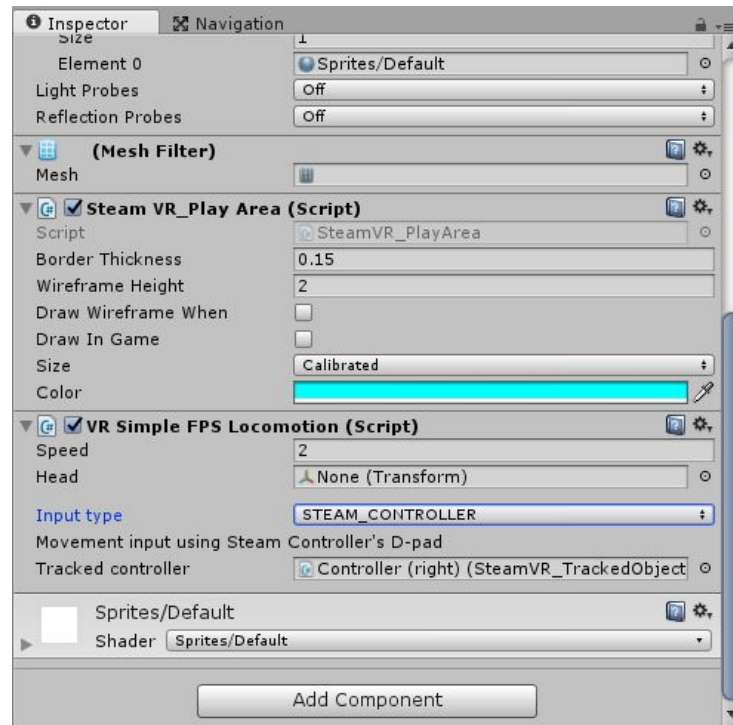 Inspector Navigation
Size 1
Element 0 Sprites/Default
Light Probes Off
Reflection Probes Off
(Mesh Filter)
Mesh
Steam VR_Play Area (Script)
Script SteamVR_PlayArea
Border Thickness 0.15
Wireframe Height 2
Draw Wireframe When
Draw In Game
Size Calibrated
Color
VR Simple FPS Locomotion (Script)
Speed 2
Head None (Transform)
Input type STEAM_CONTROLLER
Movement input using Steam Controller's D-pad
Tracked controller Controller (right) (SteamVR_TrackedObject
Sprites/Default
Shader Sprites/Default
Add Component